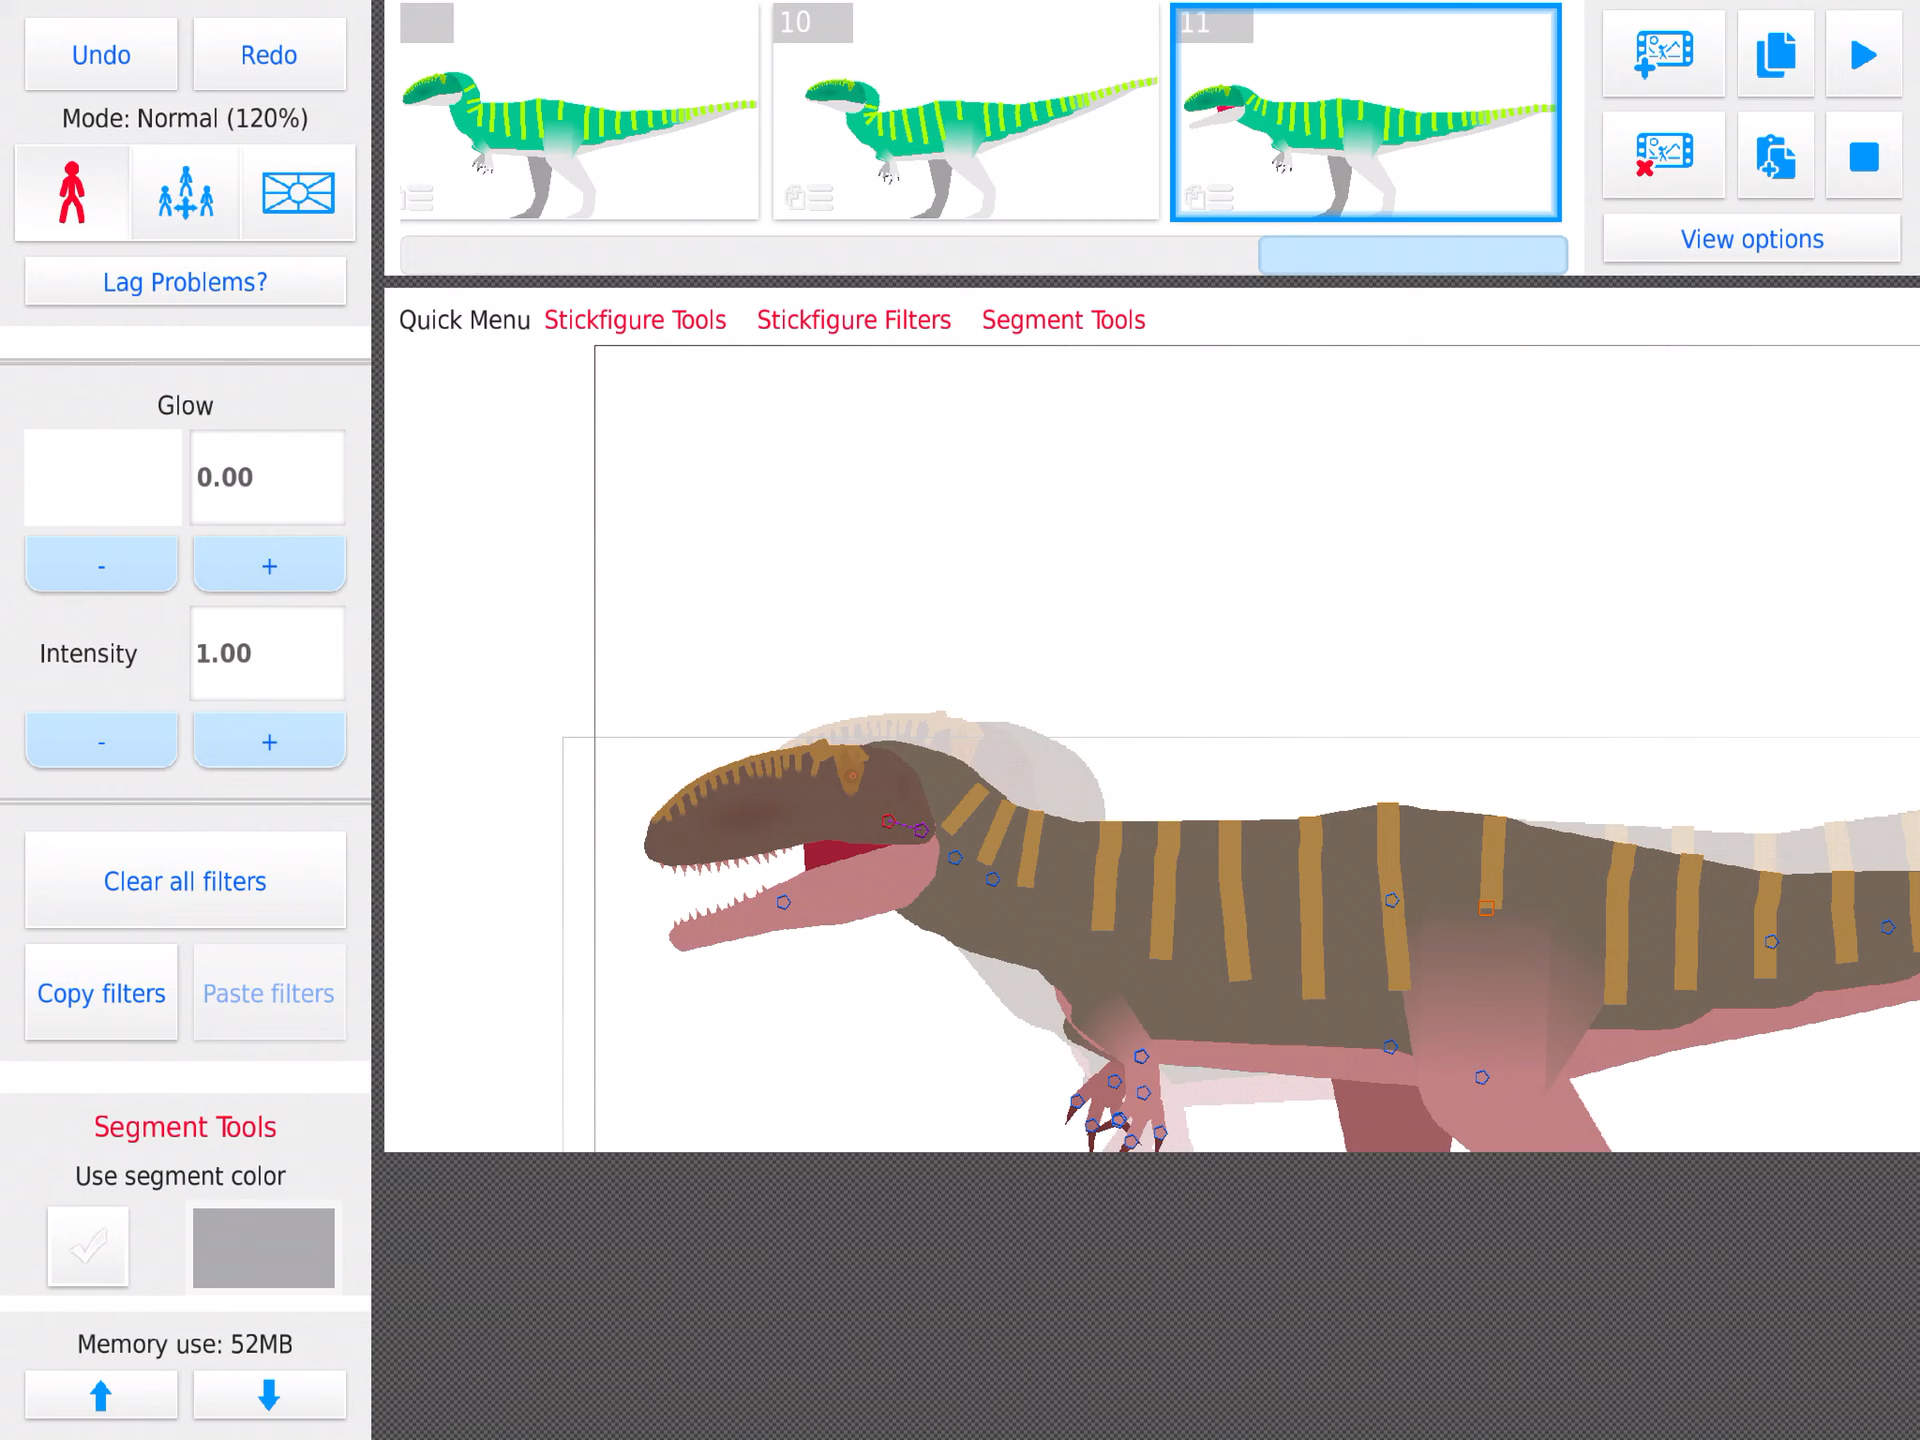 Undo
Redo
Mode: Normal (120%)
Lag Problems?
Glow
0.00
-
+
Intensity
1.00
-
+
Clear all filters
Copy filters
Paste filters
Segment Tools
Use segment color
Memory use: 52MB
10
11
View options
Quick Menu Stickfigure Tools Stickfigure Filters Segment Tools